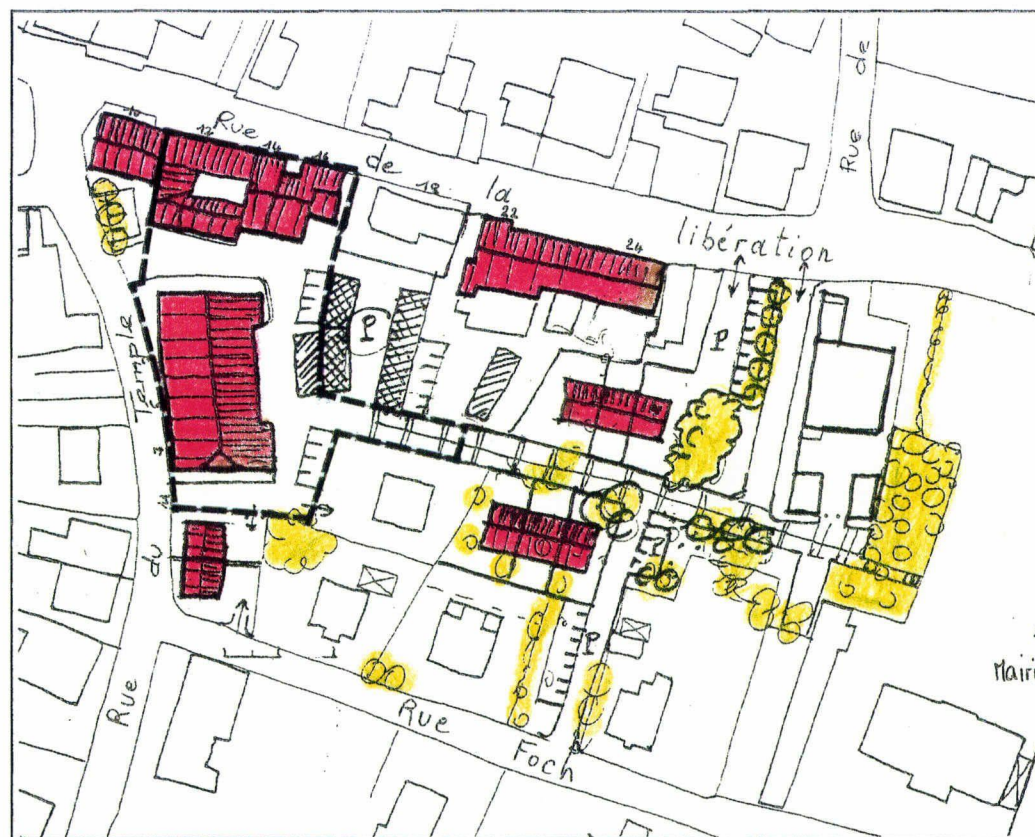 10
12
14
16
Rue de la libération
18
22
24
Rue de
P
P
P
Rue du Temple
Rue Foch
Mairi